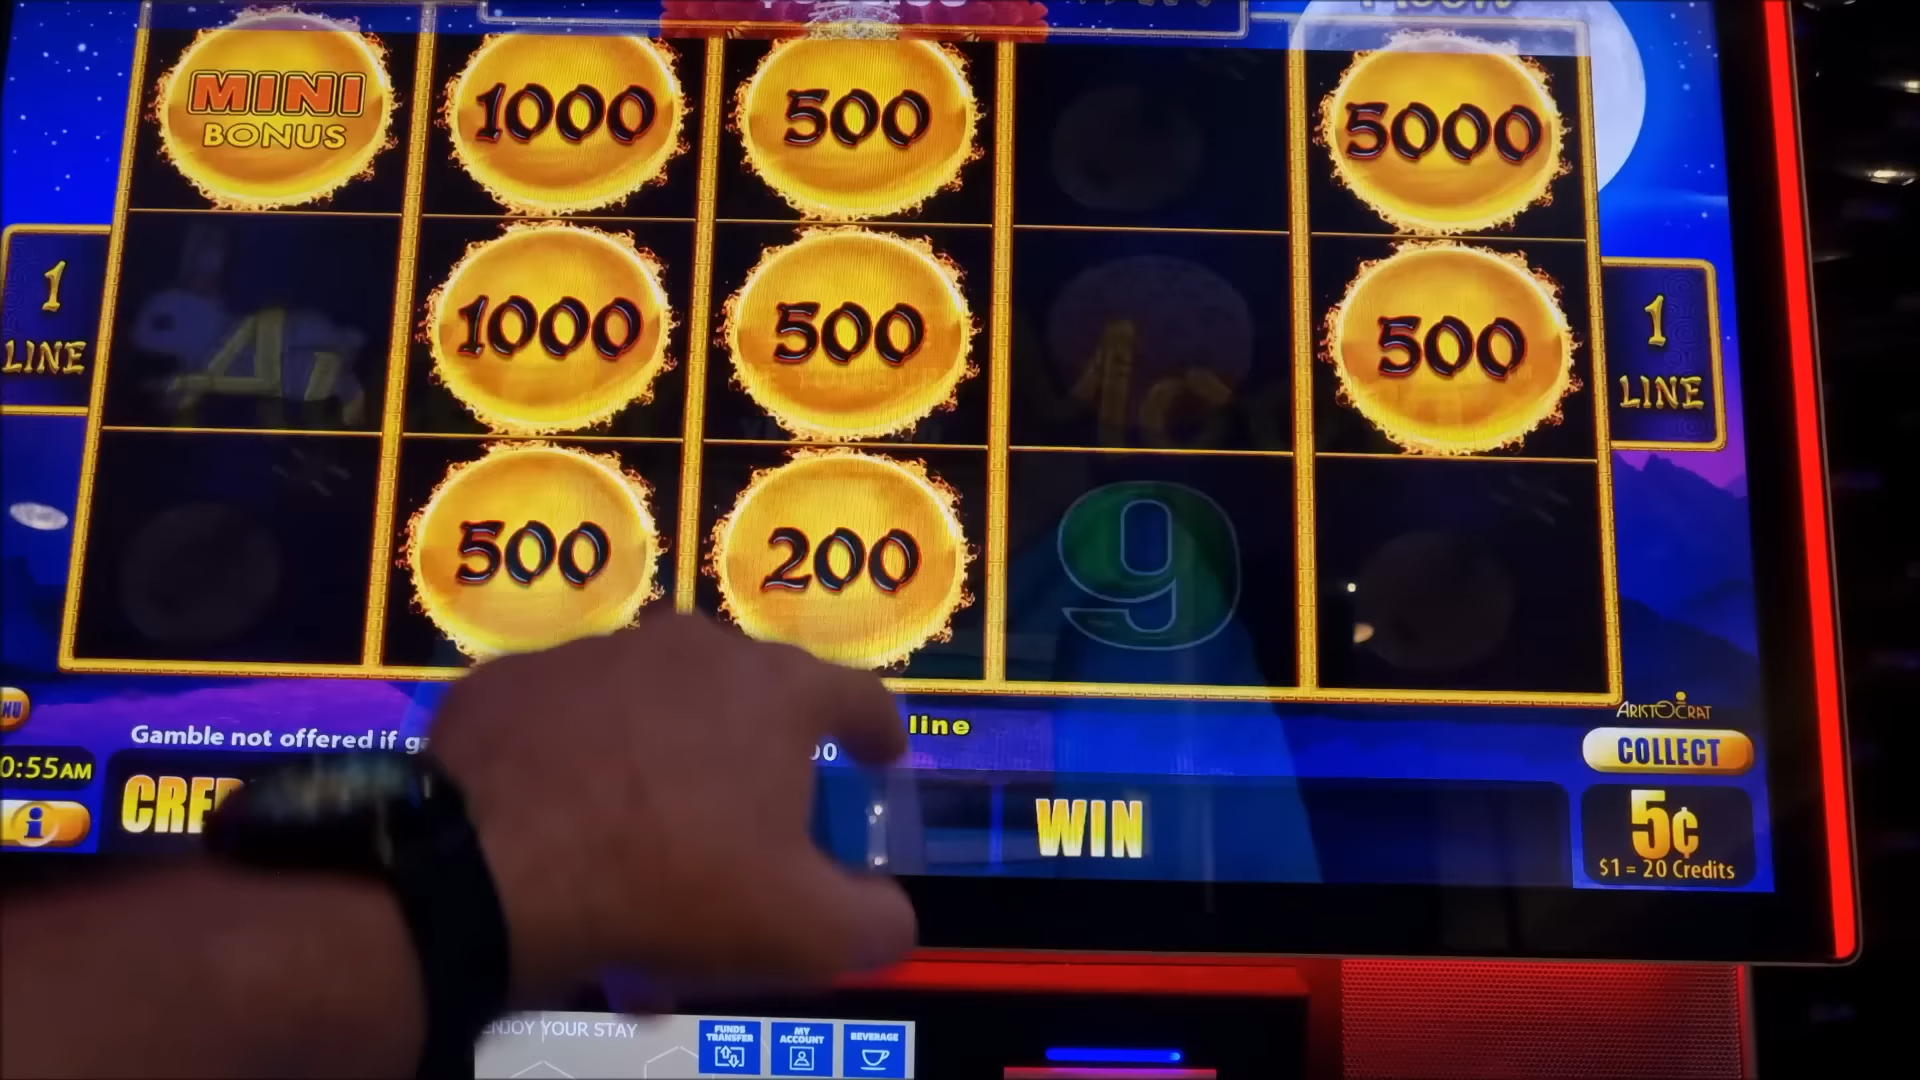 MINI
BONUS
1000
500
5000
1
LINE
1000
500
500
1
LINE
500
200
9
line
Gamble not offered if
ARISTOCRAT
COLLECT
0:55AM
i
WIN
5¢
$1 = 20 Credits
ENJOY YOUR STAY
FUNDS
TRANSFER
MY
ACCOUNT
BEVERAGE